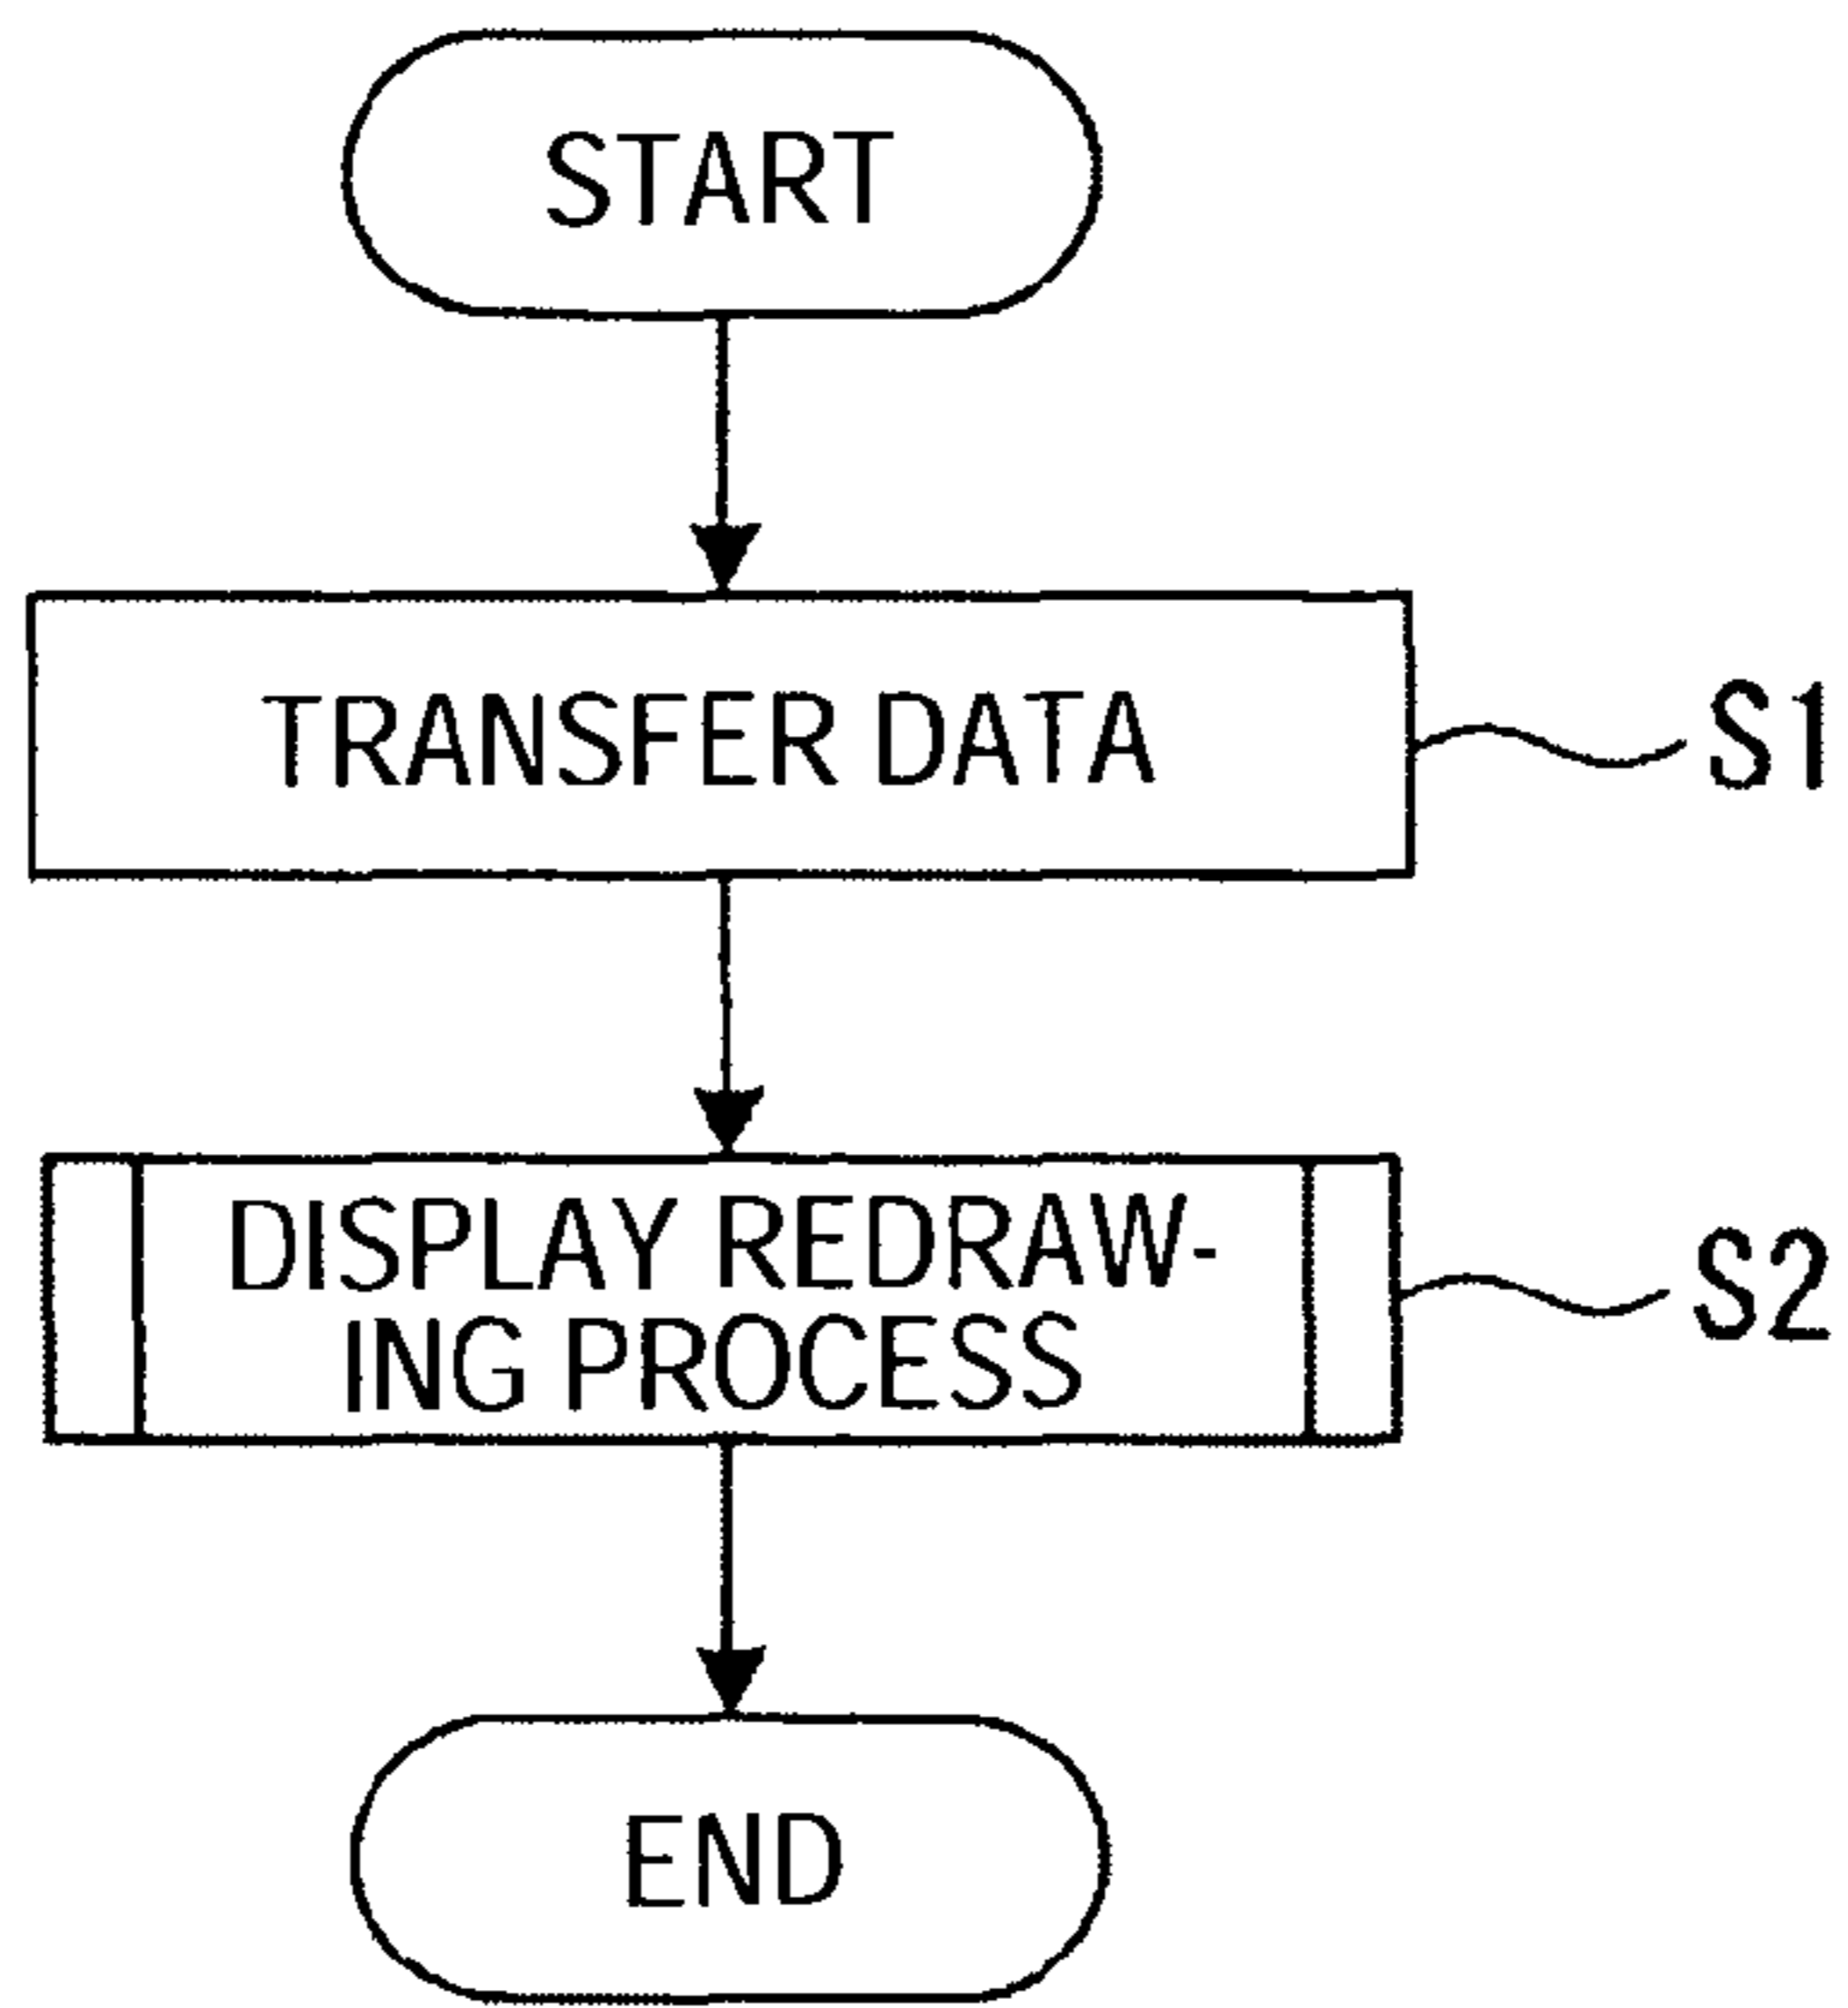 START
TRANSFER DATA
S1
DISPLAY REDRAW-
ING PROCESS
S2
END